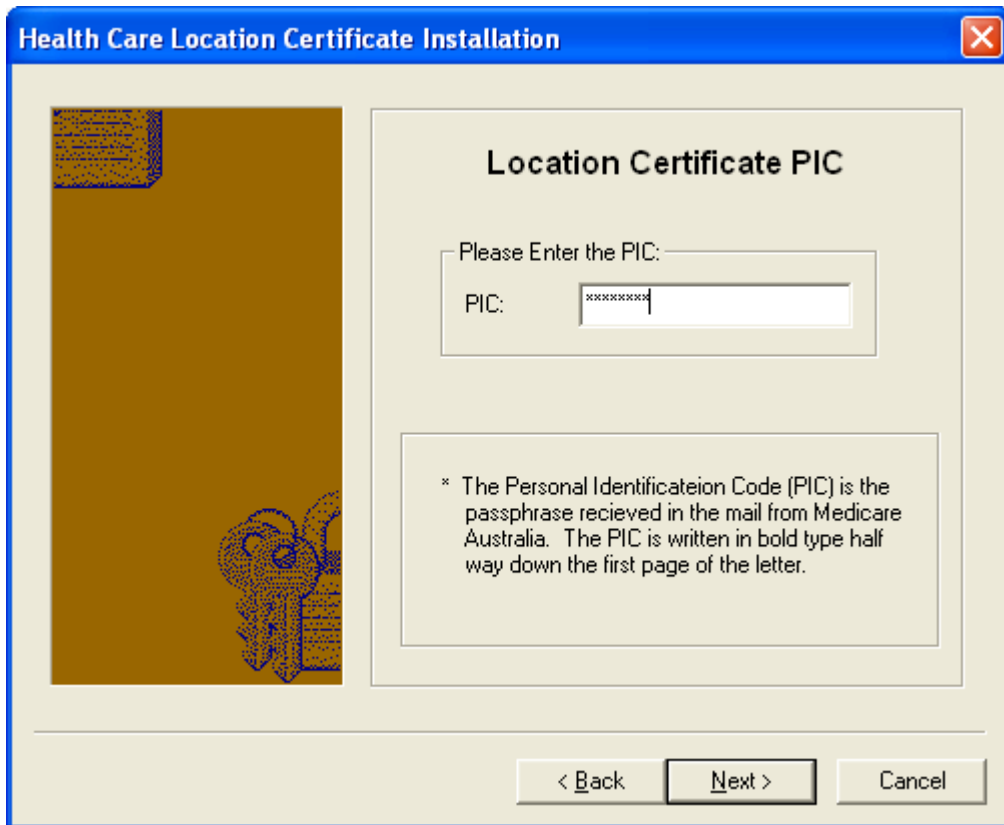 Health Care Location Certificate Installation
Location Certificate PIC
Please Enter the PIC:
PIC: ********
* The Personal Identificateion Code (PIC) is the
passphrase recieved in the mail from Medicare
Australia. The PIC is written in bold type half
way down the first page of the letter.
< Back Next > Cancel